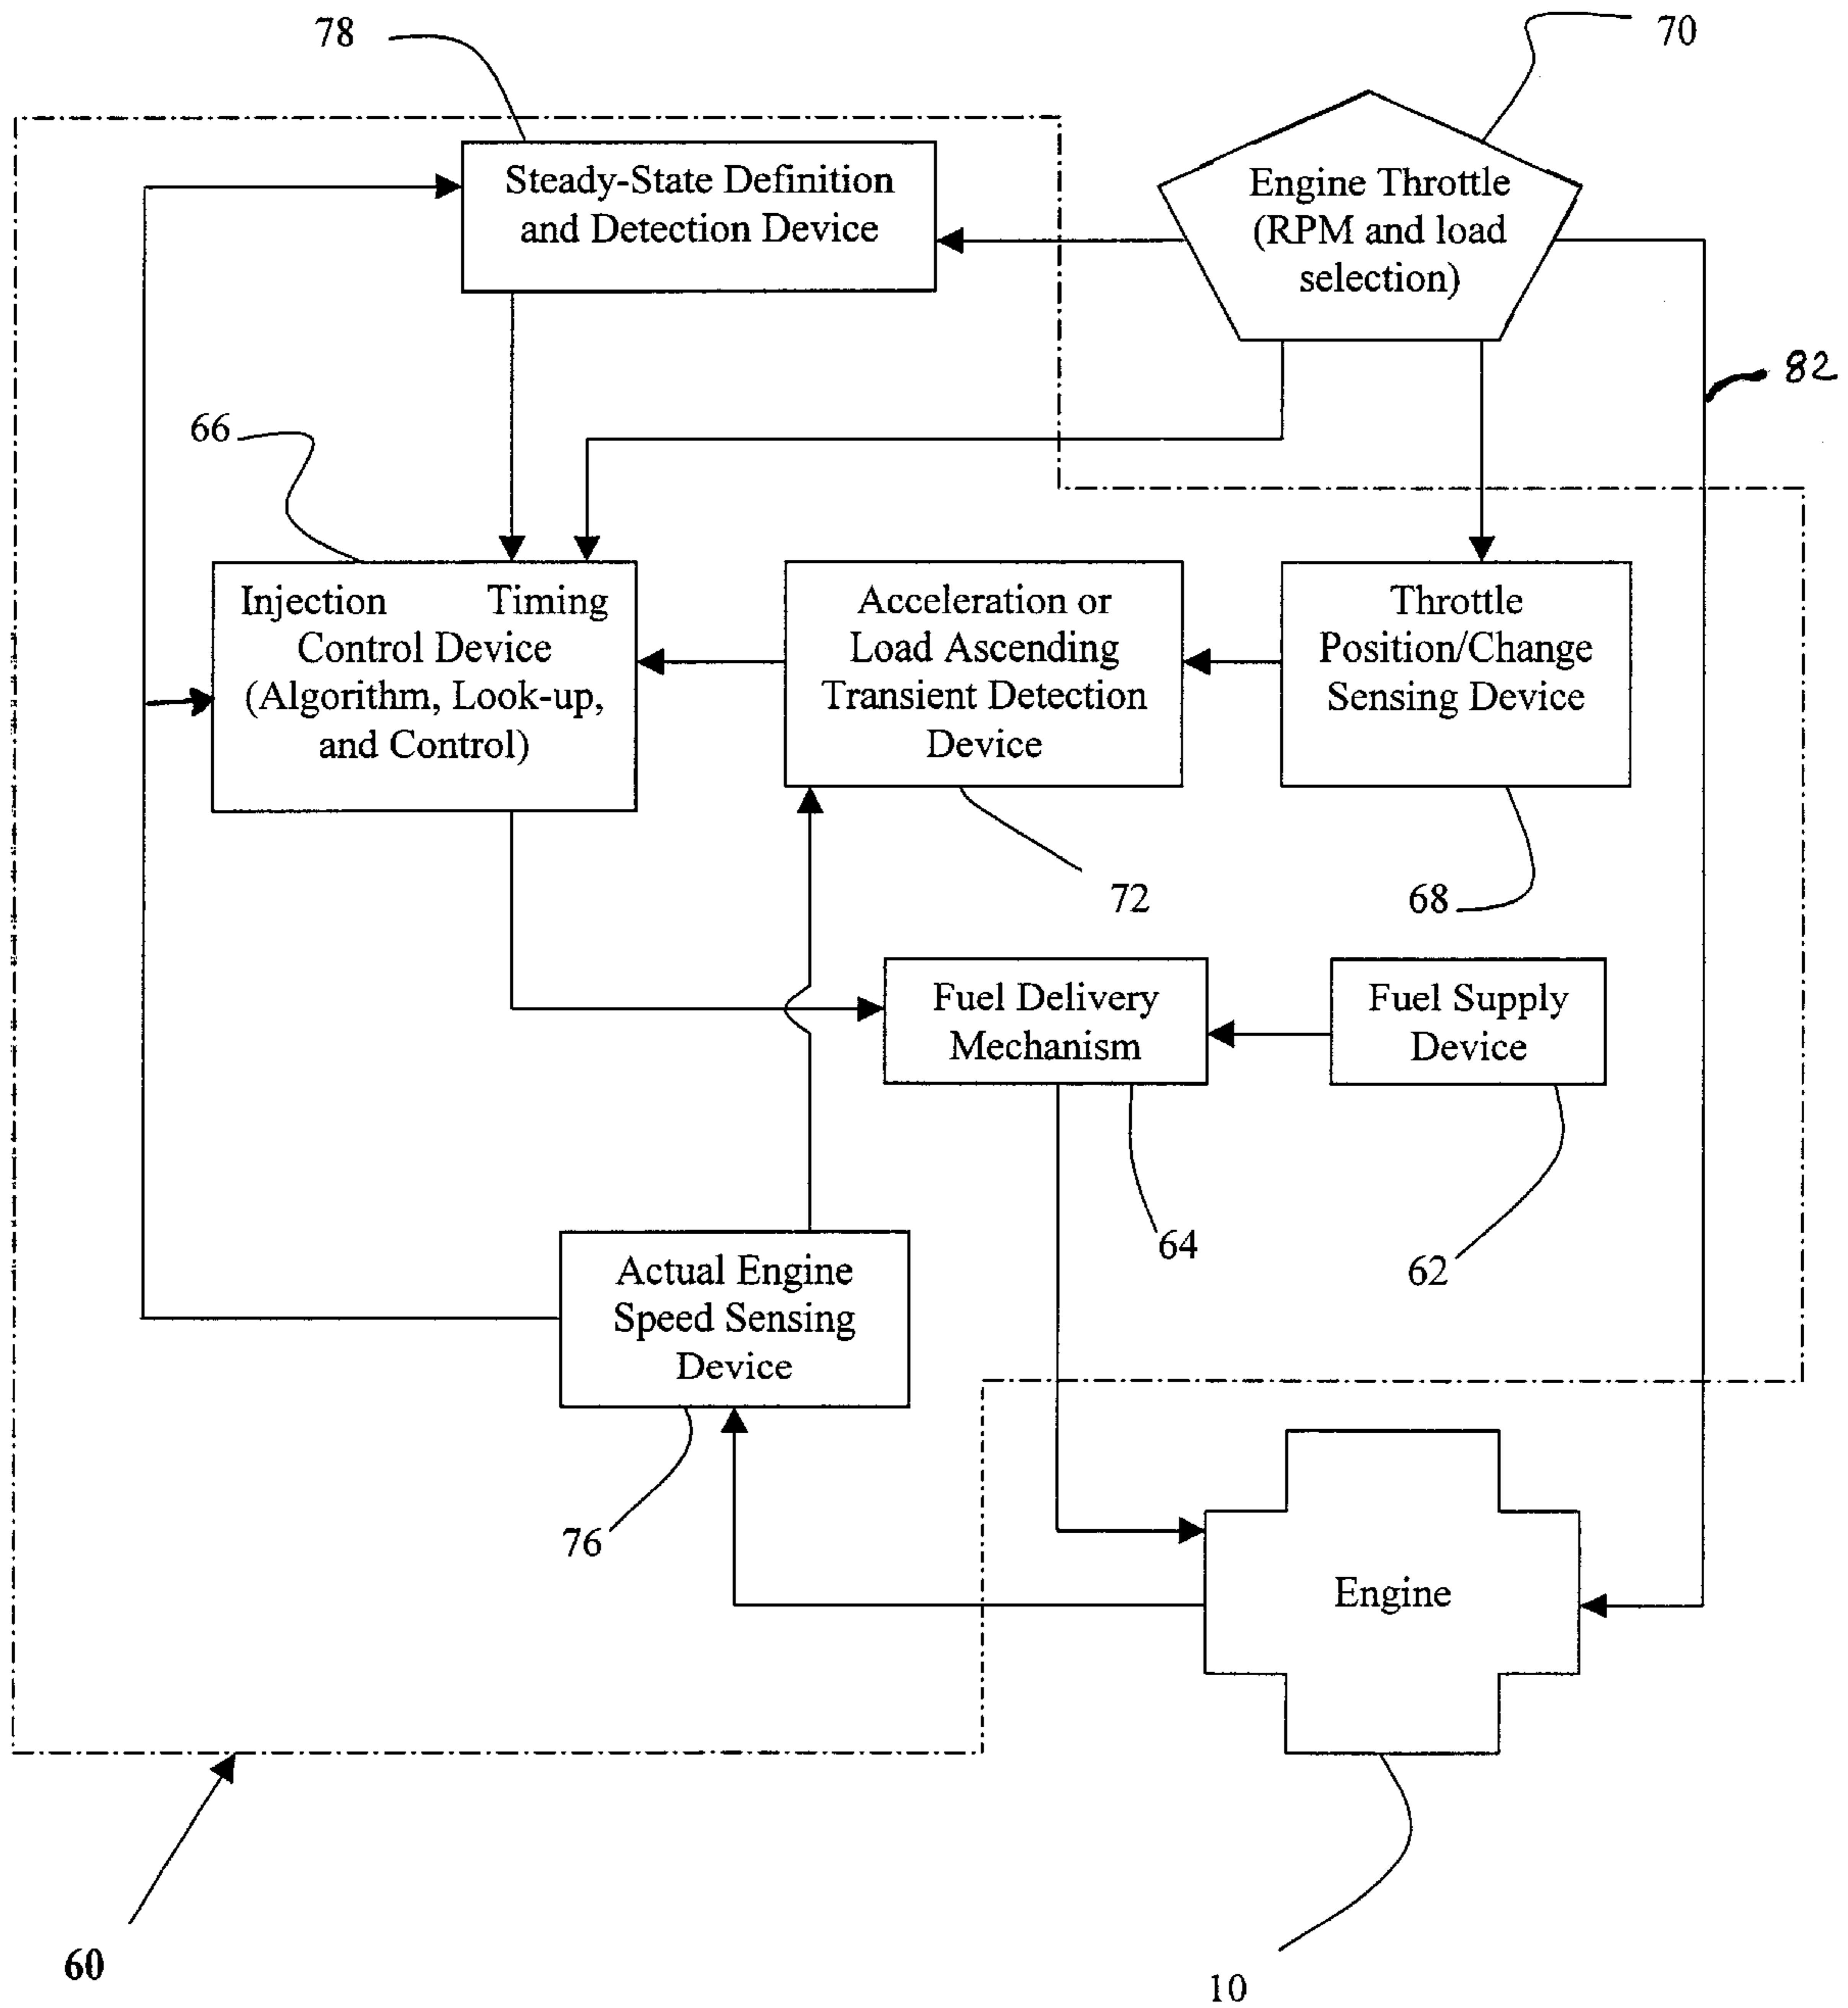 78
70
Steady-State Definition
and Detection Device
Engine Throttle
(RPM and load
selection)
82
66
Injection Timing
Control Device
(Algorithm, Look-up,
and Control)
Acceleration or
Load Ascending
Transient Detection
Device
Throttle
Position/Change
Sensing Device
72
68
Fuel Delivery
Mechanism
Fuel Supply
Device
64
62
Actual Engine
Speed Sensing
Device
76
Engine
60
10